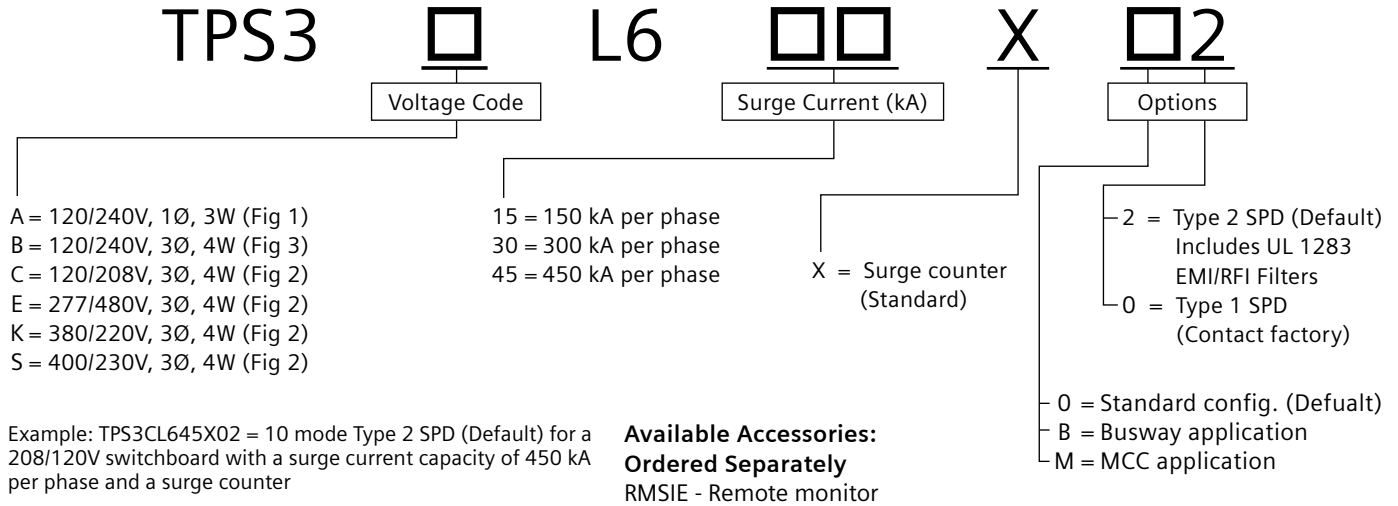 TPS3 □ L6 □□ X □2
Voltage Code
Surge Current (kA)
Options
A = 120/240V, 1Ø, 3W (Fig 1)
B = 120/240V, 3Ø, 4W (Fig 3)
C = 120/208V, 3Ø, 4W (Fig 2)
E = 277/480V, 3Ø, 4W (Fig 2)
K = 380/220V, 3Ø, 4W (Fig 2)
S = 400/230V, 3Ø, 4W (Fig 2)
15 = 150 kA per phase
30 = 300 kA per phase
45 = 450 kA per phase
X = Surge counter
(Standard)
2 = Type 2 SPD (Default)
Includes UL 1283
EMI/RFI Filters
0 = Type 1 SPD
(Contact factory)
0 = Standard config. (Defualt)
B = Busway application
M = MCC application
Example: TPS3CL645X02 = 10 mode Type 2 SPD (Default) for a
208/120V switchboard with a surge current capacity of 450 kA
per phase and a surge counter
Available Accessories:
Ordered Separately
RMSIE - Remote monitor